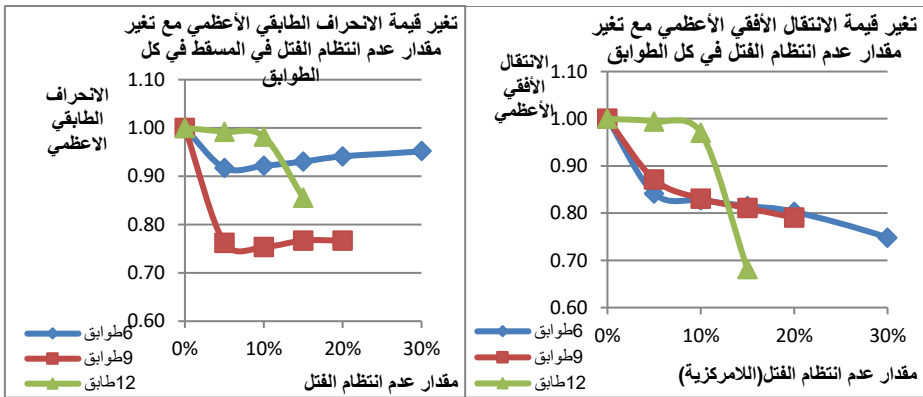 تغير قيمة الانحراف الطابقي الأعظمي مع تغير
مقدار عدم انتظام الفتل في المسقط في كل
الطوابق
الانحراف
الطابقي
الاعظمي
1.10
1.00
0.90
0.80
0.70
0.60
0%
10%
20%
30%
6طوابق
9طوابق
12طابق
مقدار عدم انتظام الفتل
تغير قيمة الانتقال الأفقي الأعظمي مع تغير
مقدار عدم انتظام الفتل في كل الطوابق
الانتقال
الأفقي
الأعظمي
1.10
1.00
0.90
0.80
0.70
0.60
0%
10%
20%
30%
6طوابق
9طوابق
12طابق
مقدار عدم انتظام الفتل(اللامركزية)